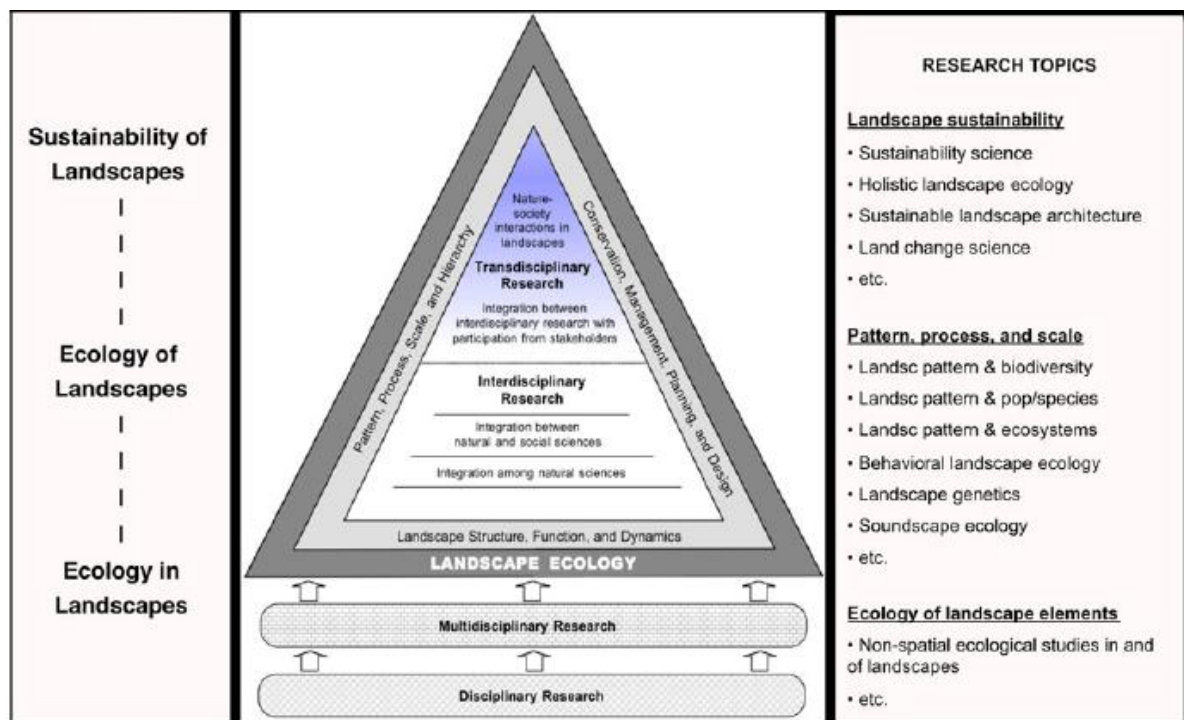 Sustainability of
Landscapes
Ecology of
Landscapes
Ecology in
Landscapes
Nature-
society
interactions in
landscapes
Transdisciplinary
Research
Integration between
interdisciplinary research with
participation from stakeholders
Interdisciplinary
Research
Integration between
natural and social sciences
Integration among natural sciences
Pattern, Process, Scale, and Hierarchy
Conservation, Management, Planning, and Design
Landscape Structure, Function, and Dynamics
LANDSCAPE ECOLOGY
Multidisciplinary Research
Disciplinary Research
RESEARCH TOPICS
Landscape sustainability
• Sustainability science
• Holistic landscape ecology
• Sustainable landscape architecture
• Land change science
• etc.
Pattern, process, and scale
• Landsc pattern & biodiversity
• Landsc pattern & pop/species
• Landsc pattern & ecosystems
• Behavioral landscape ecology
• Landscape genetics
• Soundscape ecology
• etc.
Ecology of landscape elements
• Non-spatial ecological studies in and
of landscapes
• etc.